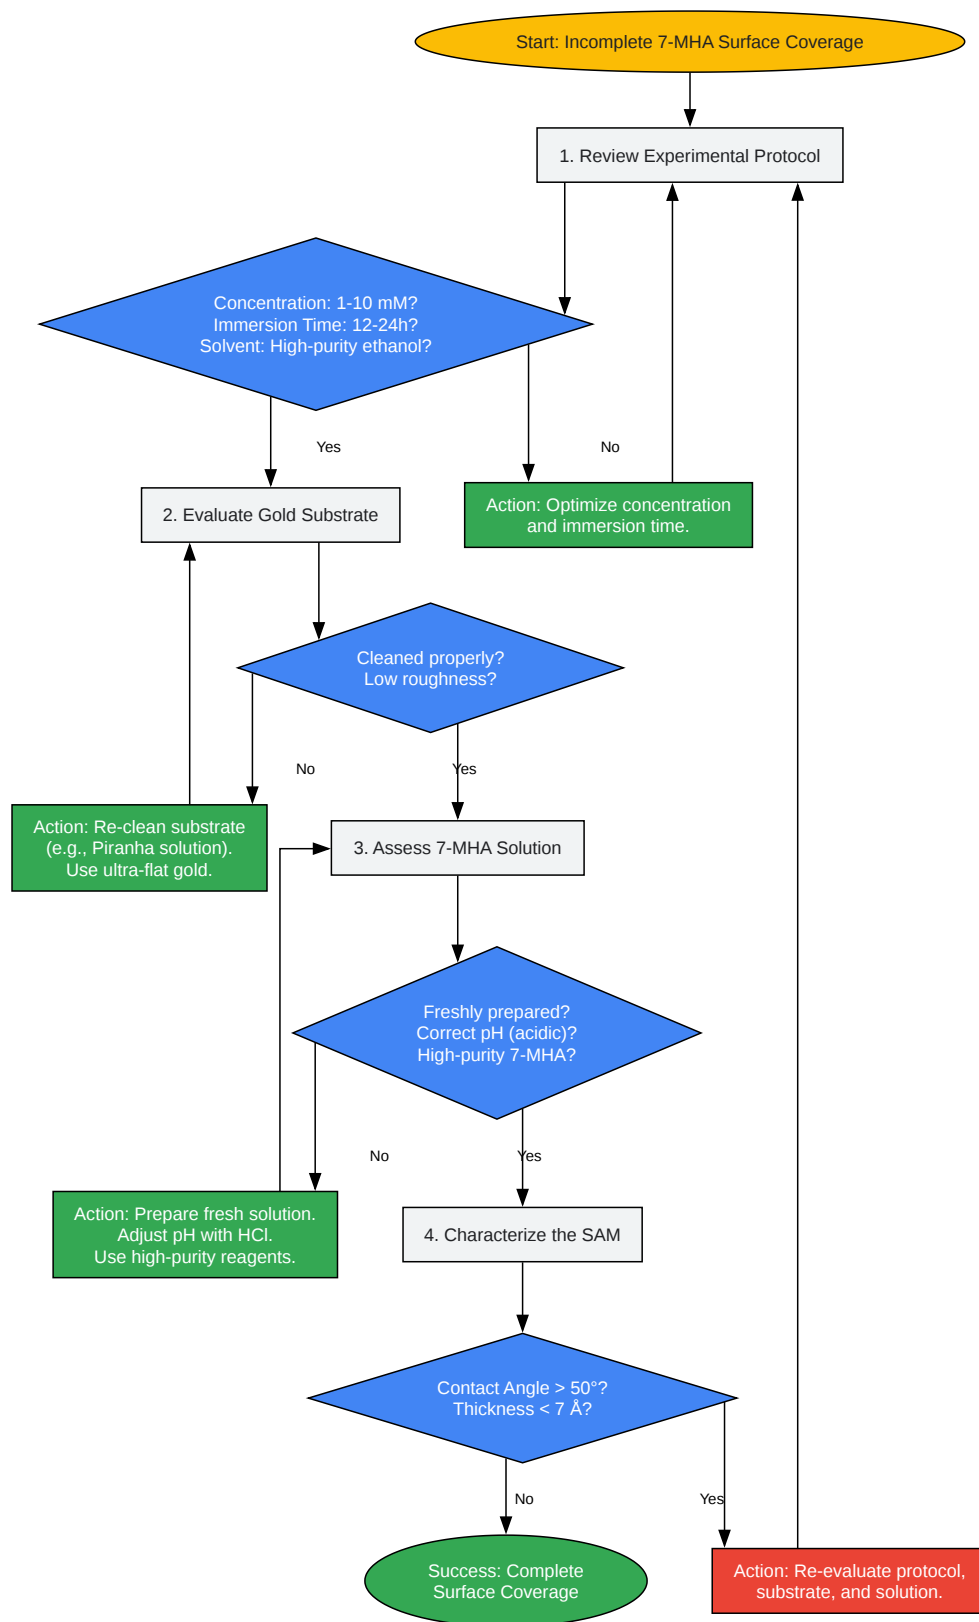 Start: Incomplete 7-MHA Surface Coverage
1. Review Experimental Protocol
Concentration: 1-10 mM?
Immersion Time: 12-24h?
Solvent: High-purity ethanol?
Yes
No
2. Evaluate Gold Substrate
Action: Optimize concentration
and immersion time.
Cleaned properly?
Low roughness?
No
Yes
Action: Re-clean substrate
(e.g., Piranha solution).
Use ultra-flat gold.
3. Assess 7-MHA Solution
Freshly prepared?
Correct pH (acidic)?
High-purity 7-MHA?
No
Yes
Action: Prepare fresh solution.
Adjust pH with HCl.
Use high-purity reagents.
4. Characterize the SAM
Contact Angle > 50°?
Thickness < 7 Å?
No
Yes
Success: Complete
Surface Coverage
Action: Re-evaluate protocol,
substrate, and solution.